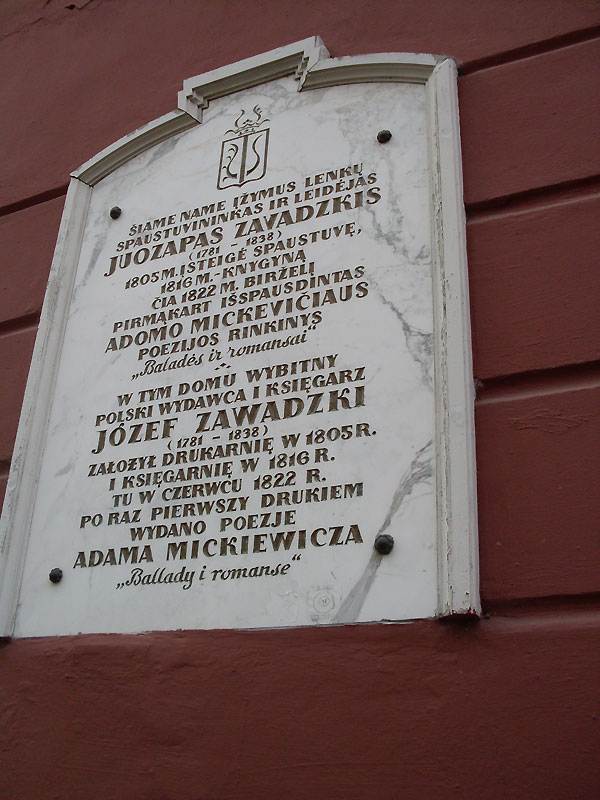 ŠIAME NAME ĮŽYMUS LENKŲ
SPAUSTUVININKAS IR LEIDĖJAS
JUOZAPAS ZAVADZKIS
(1781 - 1838)
1805 M. ĮSTEIGĖ SPAUSTUVĘ,
1816 M.-KNYGYNĄ
ČIA 1822 M. BIRŽELĮ
PIRMĄKART IŠSPAUSDINTAS
ADOMO MICKEVIČIAUS
POEZIJOS RINKINYS
„Baladės ir romansai“
W TYM DOMU WYBITNY
POLSKI WYDAWCA I KSIĘGARZ
JÓZEF ZAWADZKI
(1781 - 1838)
ZAŁOŻYŁ DRUKARNIĘ W 1805 R.
I KSIĘGARNIĘ W 1816 R.
TU W CZERWCU 1822 R.
PO RAZ PIERWSZY DRUKIEM
WYDANO POEZJE
ADAMA MICKIEWICZA
„Ballady i romanse“